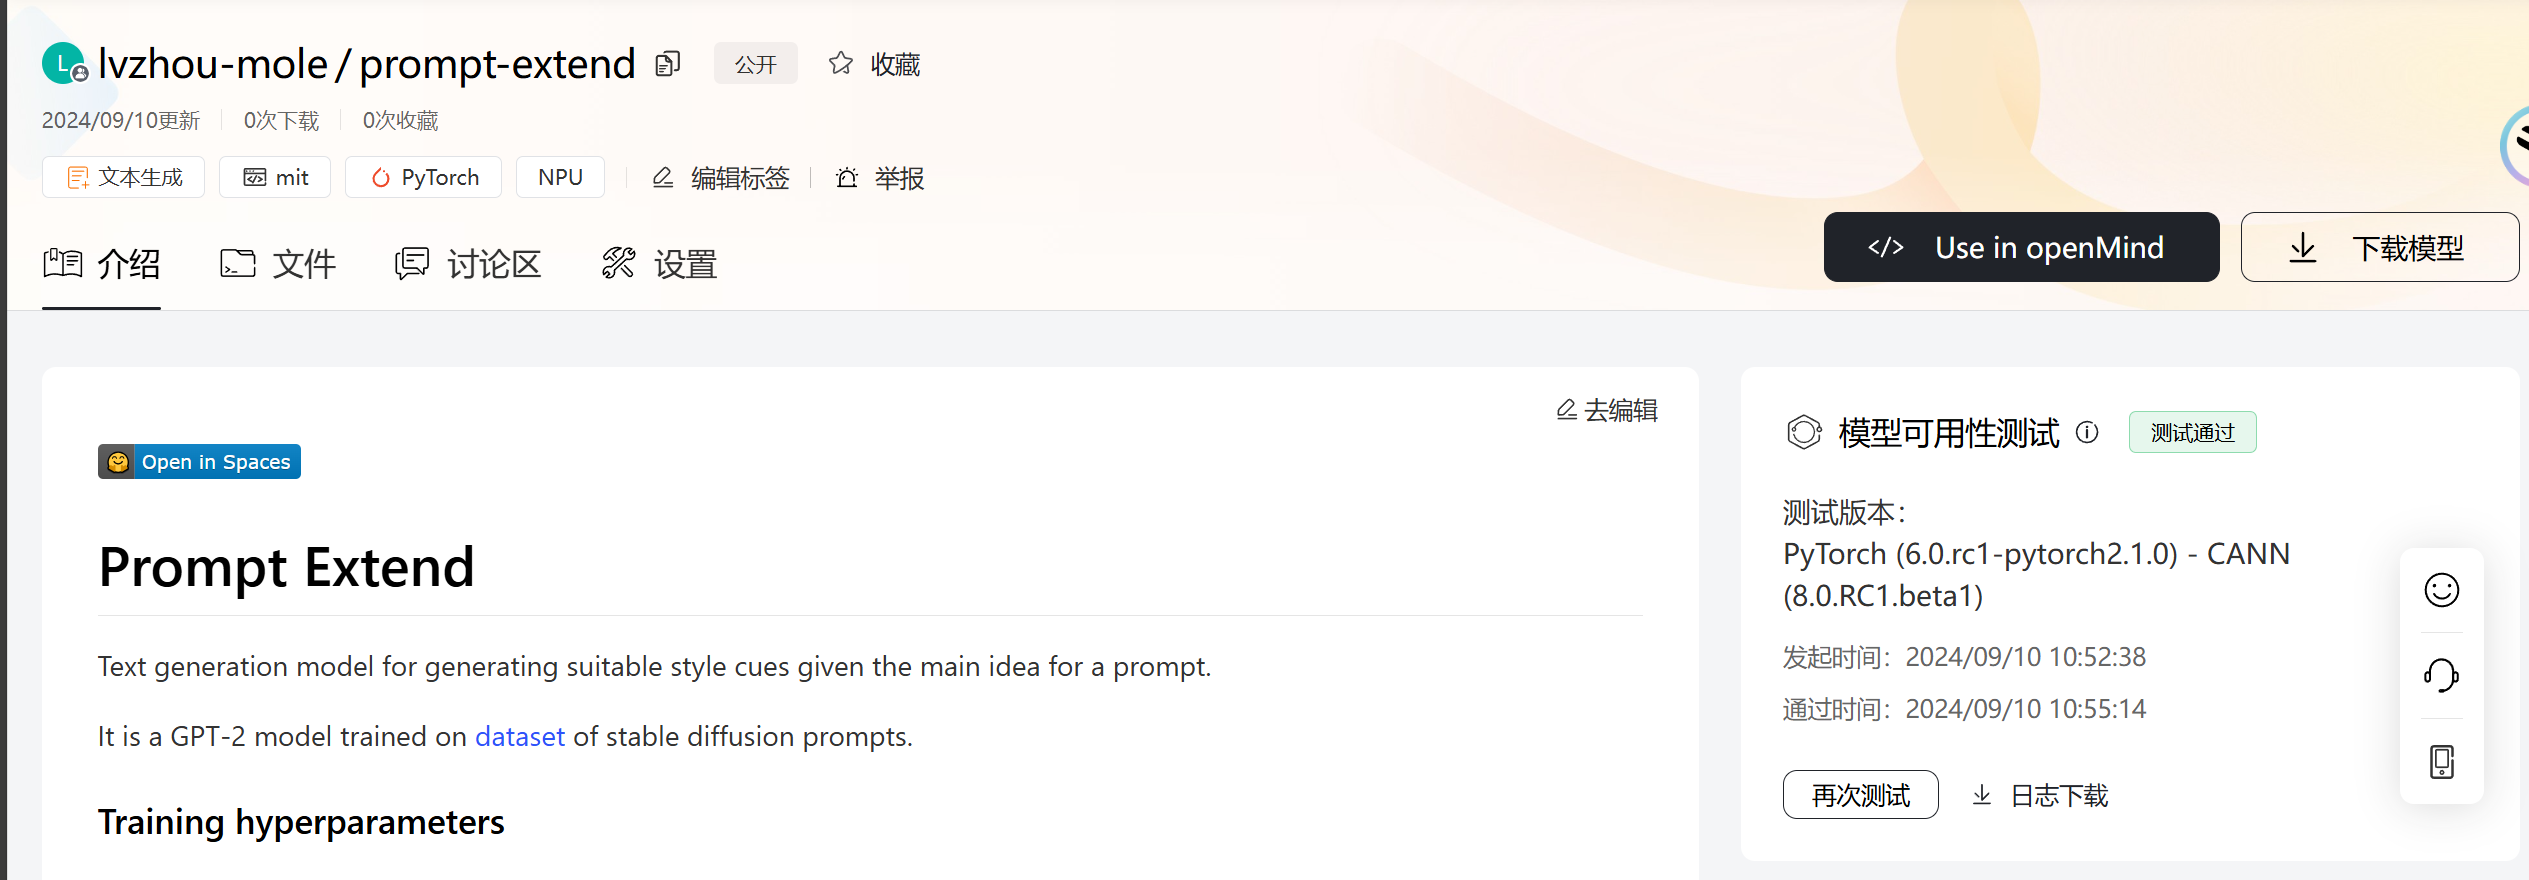 L lvzhou-mole / prompt-extend 公开 收藏
2024/09/10更新 0次下载 0次收藏
文本生成 mit PyTorch NPU 编辑标签 举报
介绍 文件 讨论区 设置
</> Use in openMind 下载模型
去编辑
Open in Spaces
Prompt Extend
Text generation model for generating suitable style cues given the main idea for a prompt.
It is a GPT-2 model trained on dataset of stable diffusion prompts.
Training hyperparameters
模型可用性测试 测试通过
测试版本：
PyTorch (6.0.rc1-pytorch2.1.0) - CANN
(8.0.RC1.beta1)
发起时间：2024/09/10 10:52:38
通过时间：2024/09/10 10:55:14
再次测试 日志下载